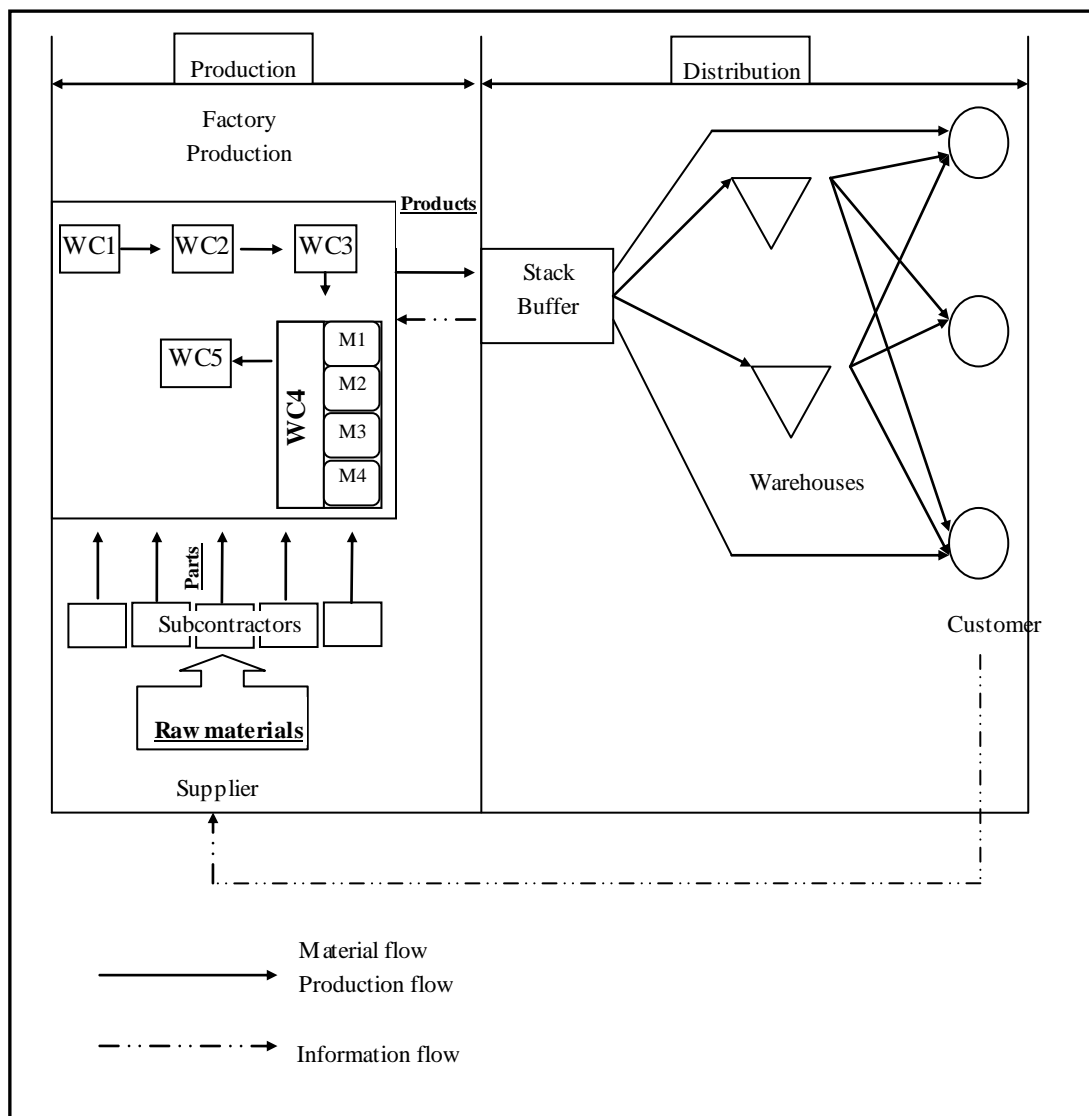 Production
Distribution
Factory
Production
Products
WC1
WC2
WC3
Stack
Buffer
M1
WC5
M2
WC4
M3
M4
Warehouses
Parts
Subcontractors
Customer
Raw materials
Supplier
Material flow
Production flow
Information flow